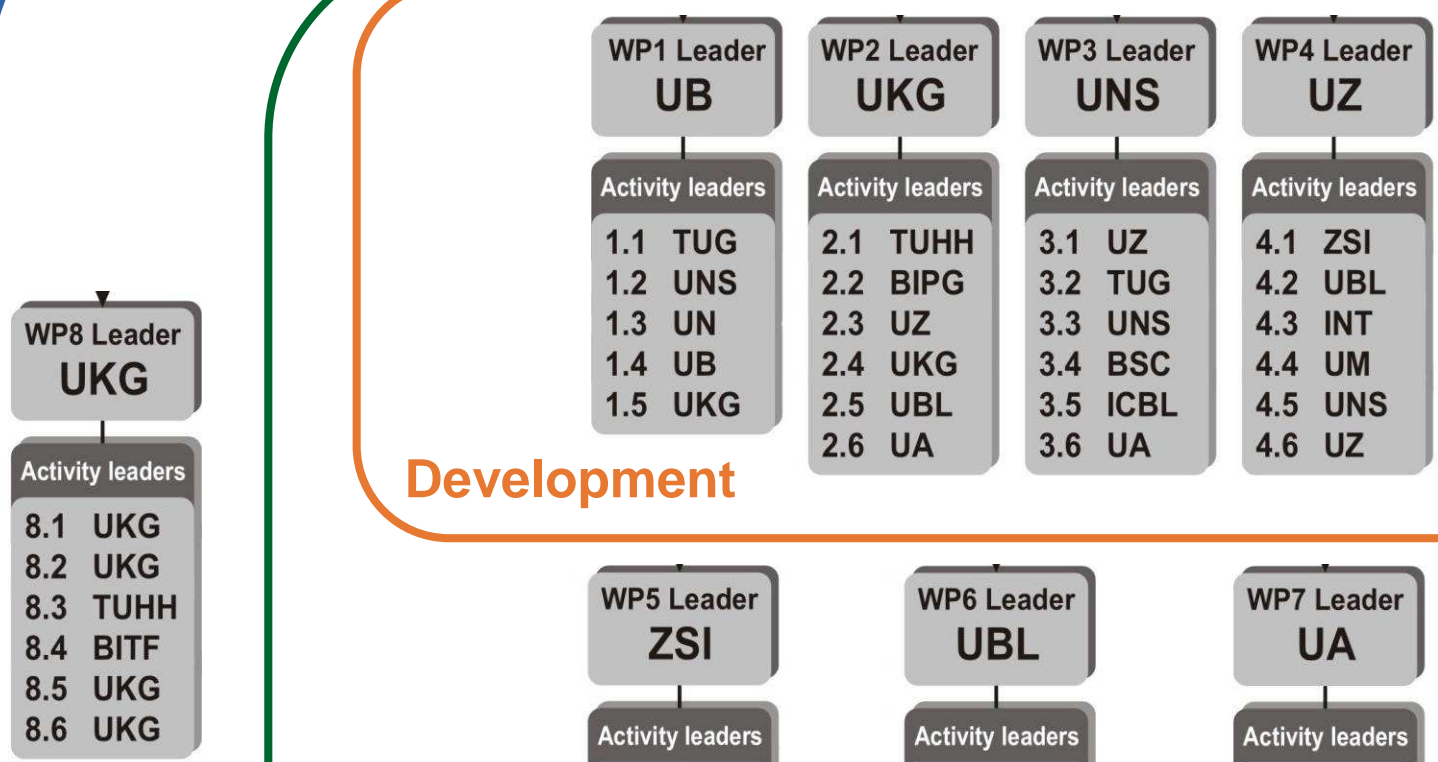 WP1 Leader
UB
Activity leaders
1.1 TUG
1.2 UNS
1.3 UN
1.4 UB
1.5 UKG
WP2 Leader
UKG
Activity leaders
2.1 TUHH
2.2 BIPG
2.3 UZ
2.4 UKG
2.5 UBL
2.6 UA
WP3 Leader
UNS
Activity leaders
3.1 UZ
3.2 TUG
3.3 UNS
3.4 BSC
3.5 ICBL
3.6 UA
WP4 Leader
UZ
Activity leaders
4.1 ZSI
4.2 UBL
4.3 INT
4.4 UM
4.5 UNS
4.6 UZ
Development
WP8 Leader
UKG
Activity leaders
8.1 UKG
8.2 UKG
8.3 TUHH
8.4 BITF
8.5 UKG
8.6 UKG
WP5 Leader
ZSI
Activity leaders
WP6 Leader
UBL
Activity leaders
WP7 Leader
UA
Activity leaders